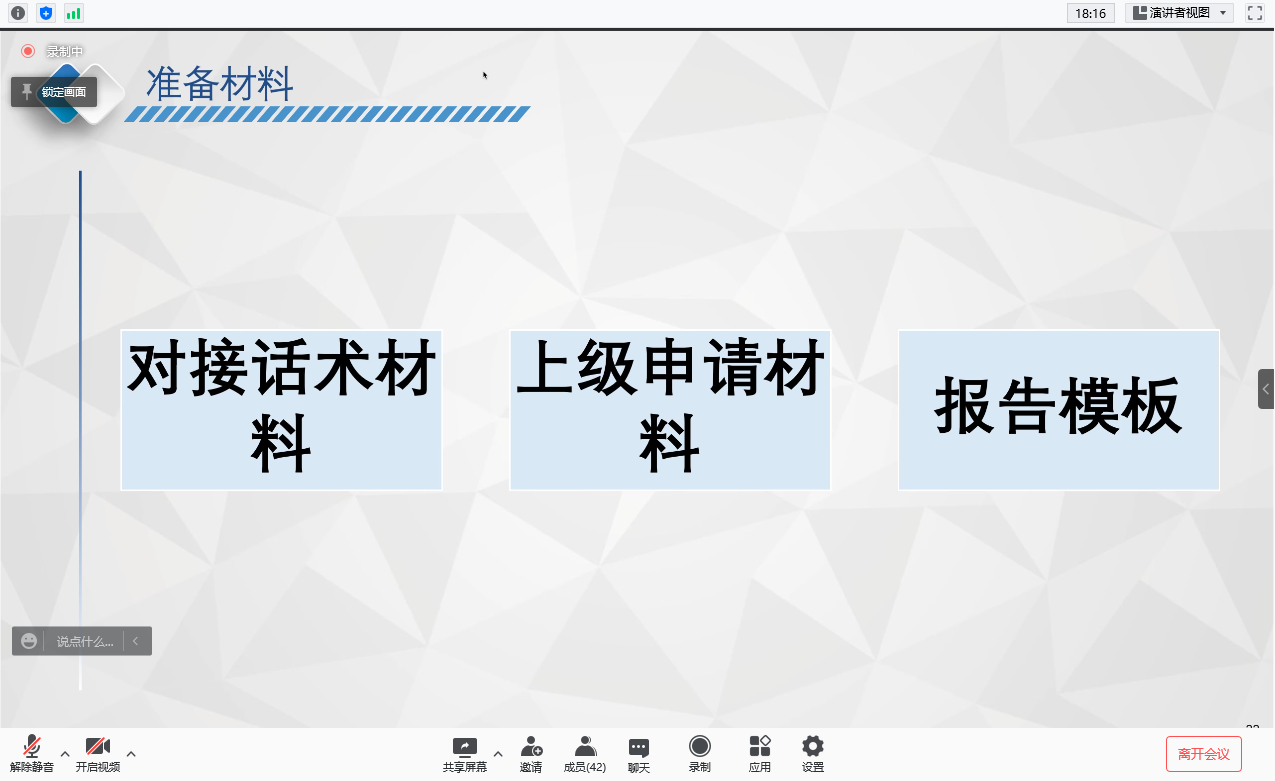 18:16
演讲者视图
录制中
锁定画面
准备材料
对接话术材
料
上级申请材
料
报告模板
说点什么...
解除静音
开启视频
共享屏幕
邀请
成员(42)
聊天
录制
应用
设置
离开会议